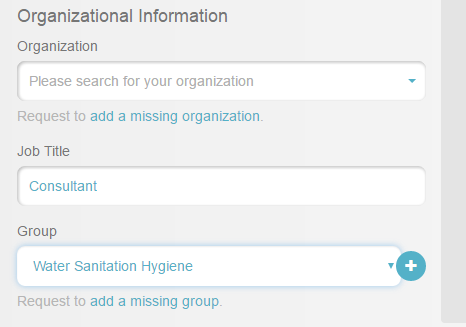 Organizational Information
Organization
Please search for your organization
Request to add a missing organization.
Job Title
Consultant
Group
Water Sanitation Hygiene
Request to add a missing group.